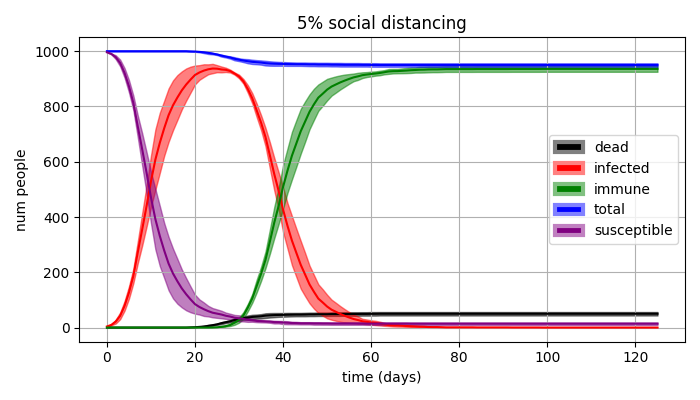 5% social distancing
num people
1000
800
600
400
200
0
0 20 40 60 80 100 120
time (days)
dead
infected
immune
total
susceptible